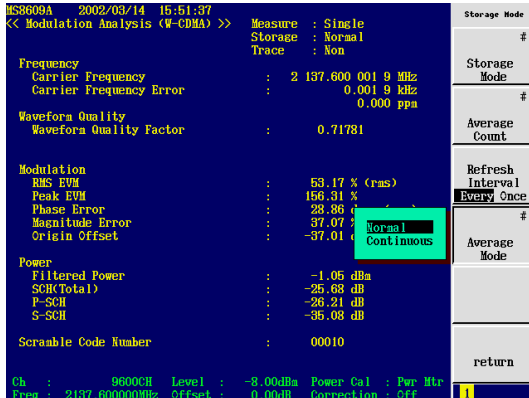 MS8609A 2002/03/14 15:51:37
<< Modulation Analysis (W-CDMA) >> Measure : Single
Storage : Normal
Trace : Non
Frequency
Carrier Frequency : 2 137.600 001 9 MHz
Carrier Frequency Error : 0.001 9 kHz
0.000 ppm
Waveform Quality
Waveform Quality Factor : 0.71781
Modulation
RMS EVM : 53.17 % (rms)
Peak EVM : 156.31 %
Phase Error : 28.86
Magnitude Error : 37.07 %
Origin Offset : -37.01
Normal
Continuous
Power
Filtered Power : -1.05 dBm
SCH(Total) : -25.68 dB
P-SCH : -26.21 dB
S-SCH : -35.08 dB
Scramble Code Number : 00010
Ch : 9600CH Level : -8.00dBm Power Cal : Pwr Mtr
Freq : 2137.600000MHz Offset : 0.00dB Correction : Off
Storage Mode
#
Storage
Mode
#
Average
Count
Refresh
Interval
Every Once
#
Average
Mode
return
1